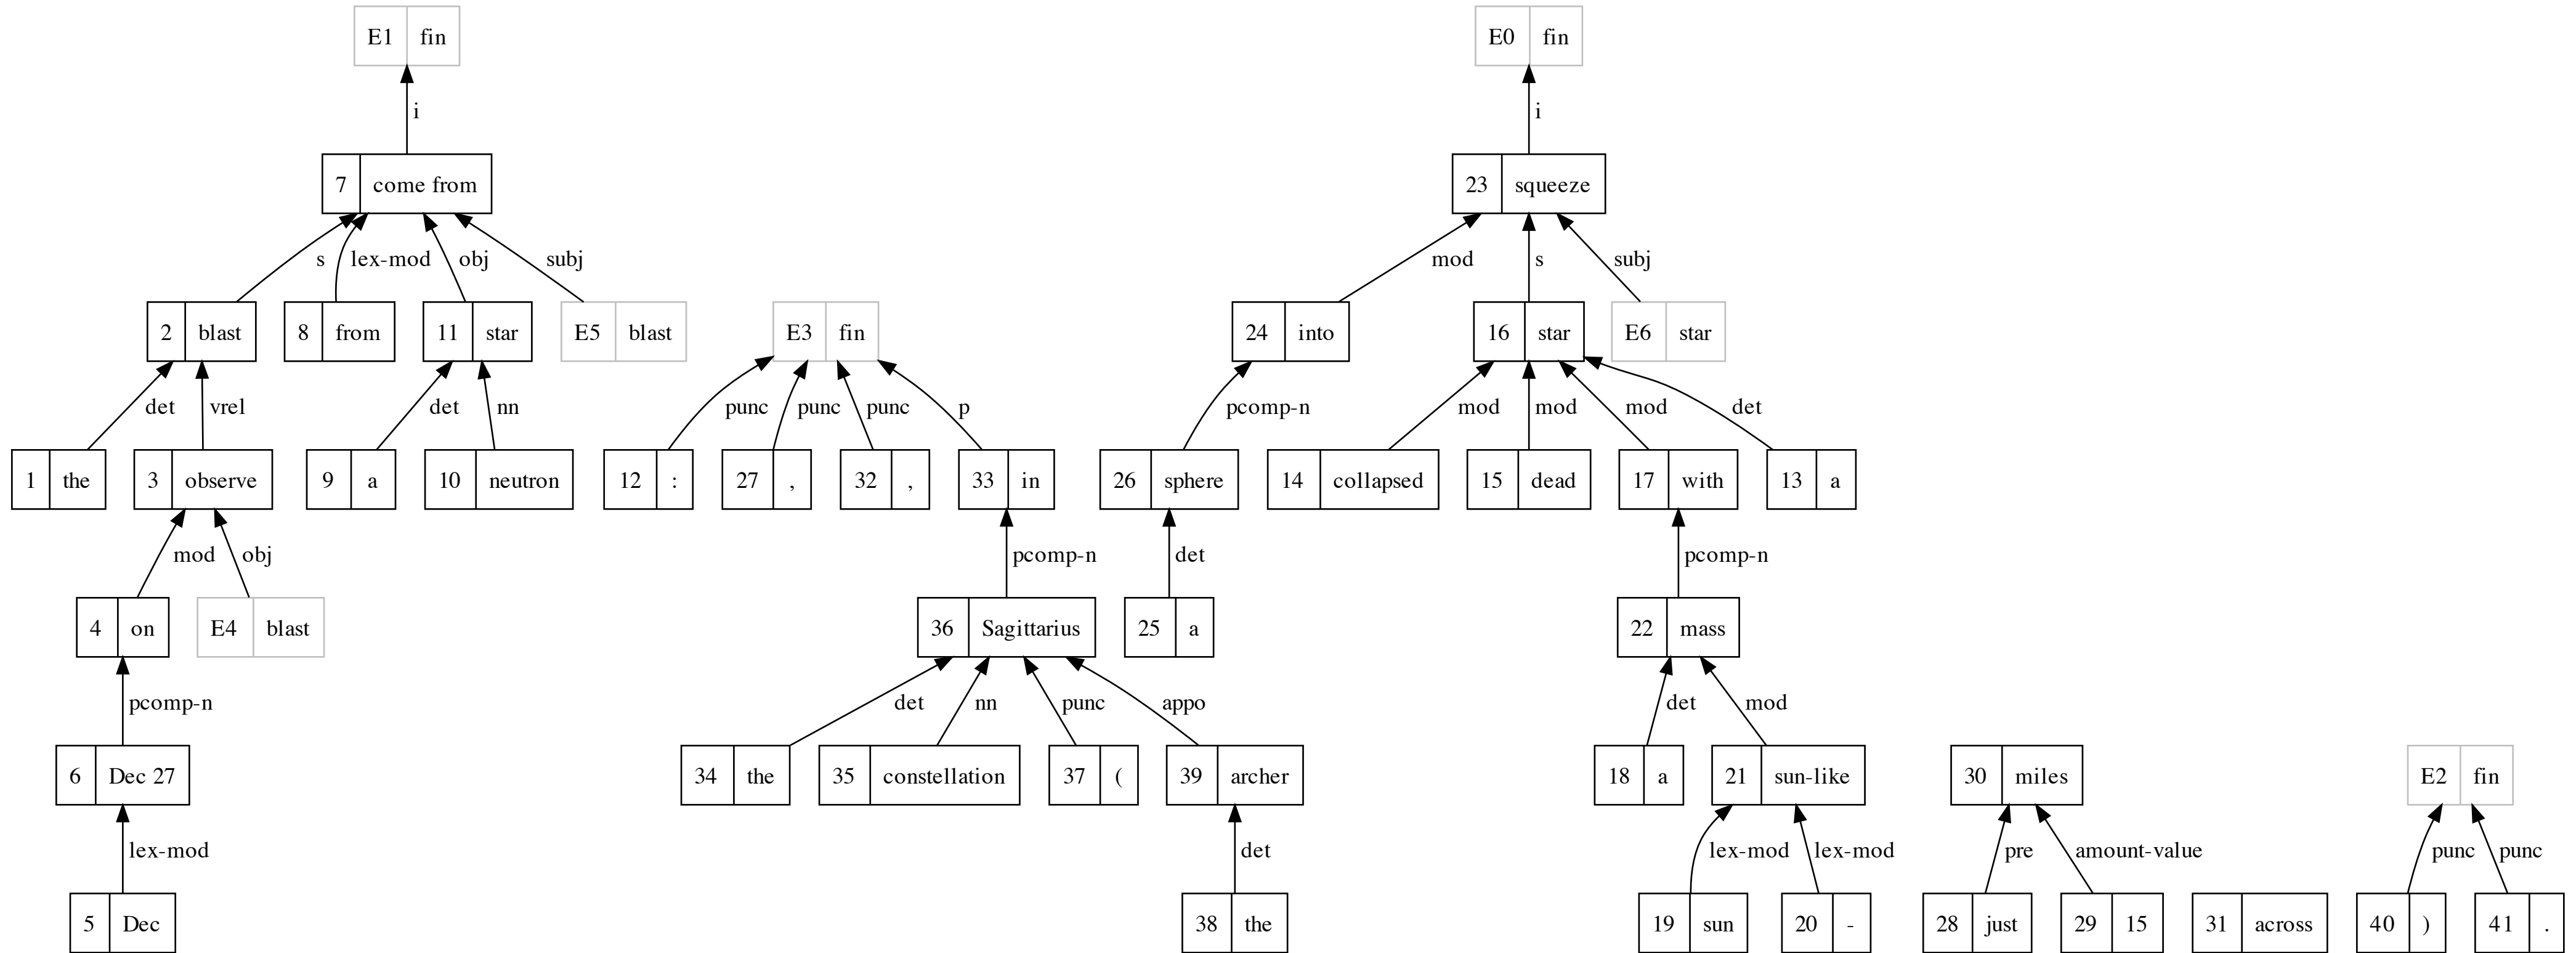 E1 fin E0 fin
i i
7 come from 23 squeeze
s lex-mod obj subj mod s subj
2 blast 8 from 11 star E5 blast E3 fin 24 into 16 star E6 star
det vrel det nn punc punc punc p pcomp-n mod mod mod det
1 the 3 observe 9 a 10 neutron 12 : 27 , 32 , 33 in 26 sphere 14 collapsed 15 dead 17 with 13 a
mod obj pcomp-n det pcomp-n
4 on E4 blast 36 Sagittarius 25 a 22 mass
pcomp-n det nn punc appo det mod
6 Dec 27 34 the 35 constellation 37 ( 39 archer 18 a 21 sun-like 30 miles E2 fin
lex-mod det lex-mod lex-mod pre amount-value punc punc
5 Dec 38 the 19 sun 20 - 28 just 29 15 31 across 40 ) 41 .